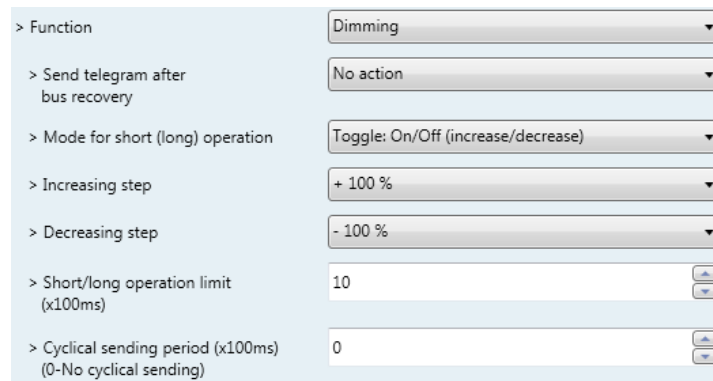 > Function Dimming
> Send telegram after No action
bus recovery
> Mode for short (long) operation Toggle: On/Off (increase/decrease)
> Increasing step + 100 %
> Decreasing step - 100 %
> Short/long operation limit 10
(x100ms)
> Cyclical sending period (x100ms) 0
(0-No cyclical sending)